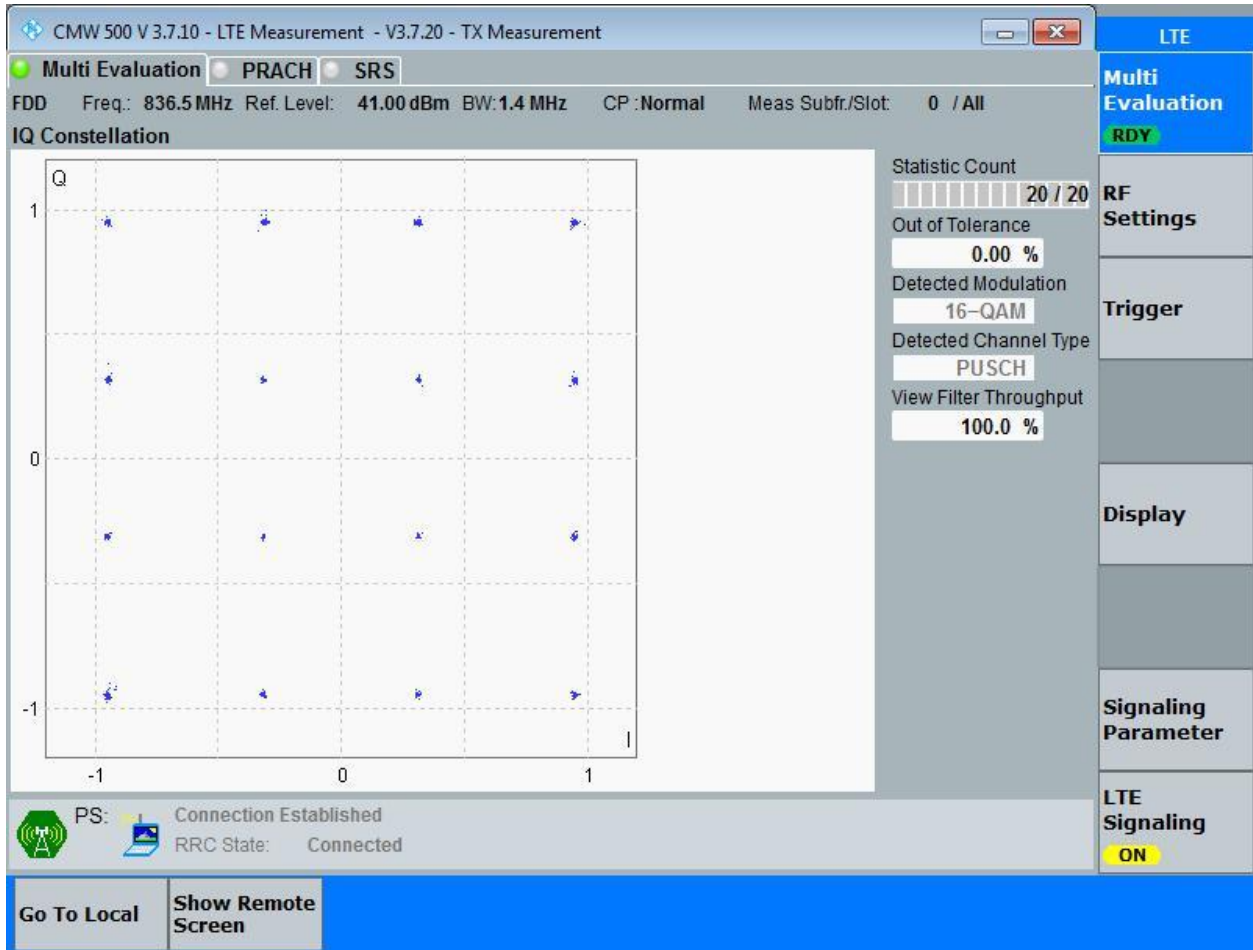 CMW 500 V 3.7.10 - LTE Measurement - V3.7.20 - TX Measurement
LTE
Multi Evaluation PRACH SRS
FDD Freq.: 836.5 MHz Ref. Level: 41.00 dBm BW: 1.4 MHz CP : Normal Meas Subfr./Slot: 0 / All
IQ Constellation
Q
1
0
-1
I
-1 0 1
Statistic Count
20 / 20
Out of Tolerance
0.00 %
Detected Modulation
16-QAM
Detected Channel Type
PUSCH
View Filter Throughput
100.0 %
Multi
Evaluation
RDY
RF
Settings
Trigger
Display
Signaling
Parameter
LTE
Signaling
ON
PS: Connection Established
RRC State: Connected
Go To Local
Show Remote
Screen